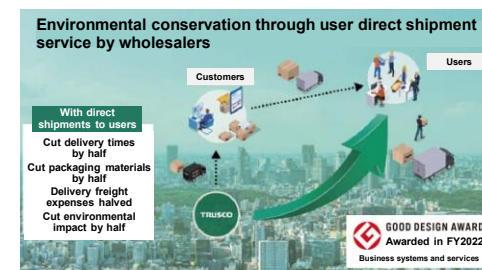 Environmental conservation through user direct shipment
service by wholesalers
Users
Customers
With direct
shipments to users
Cut delivery times
by half
Cut packaging materials
by half
Delivery freight
expenses halved
Cut environmental
impact by half
TRUSCO
GOOD DESIGN AWARD
Awarded in FY2022
Business systems and services